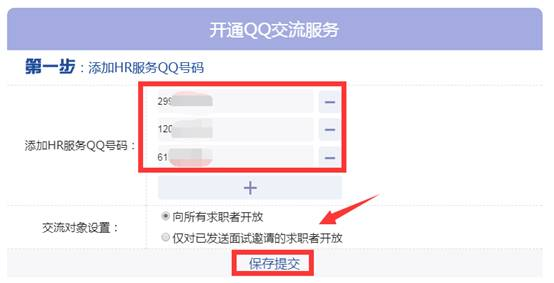 开通QQ交流服务
第一步：添加HR服务QQ号码
299
添加HR服务QQ号码：
120
61
交流对象设置：
向所有求职者开放
仅对已发送面试邀请的求职者开放
保存提交